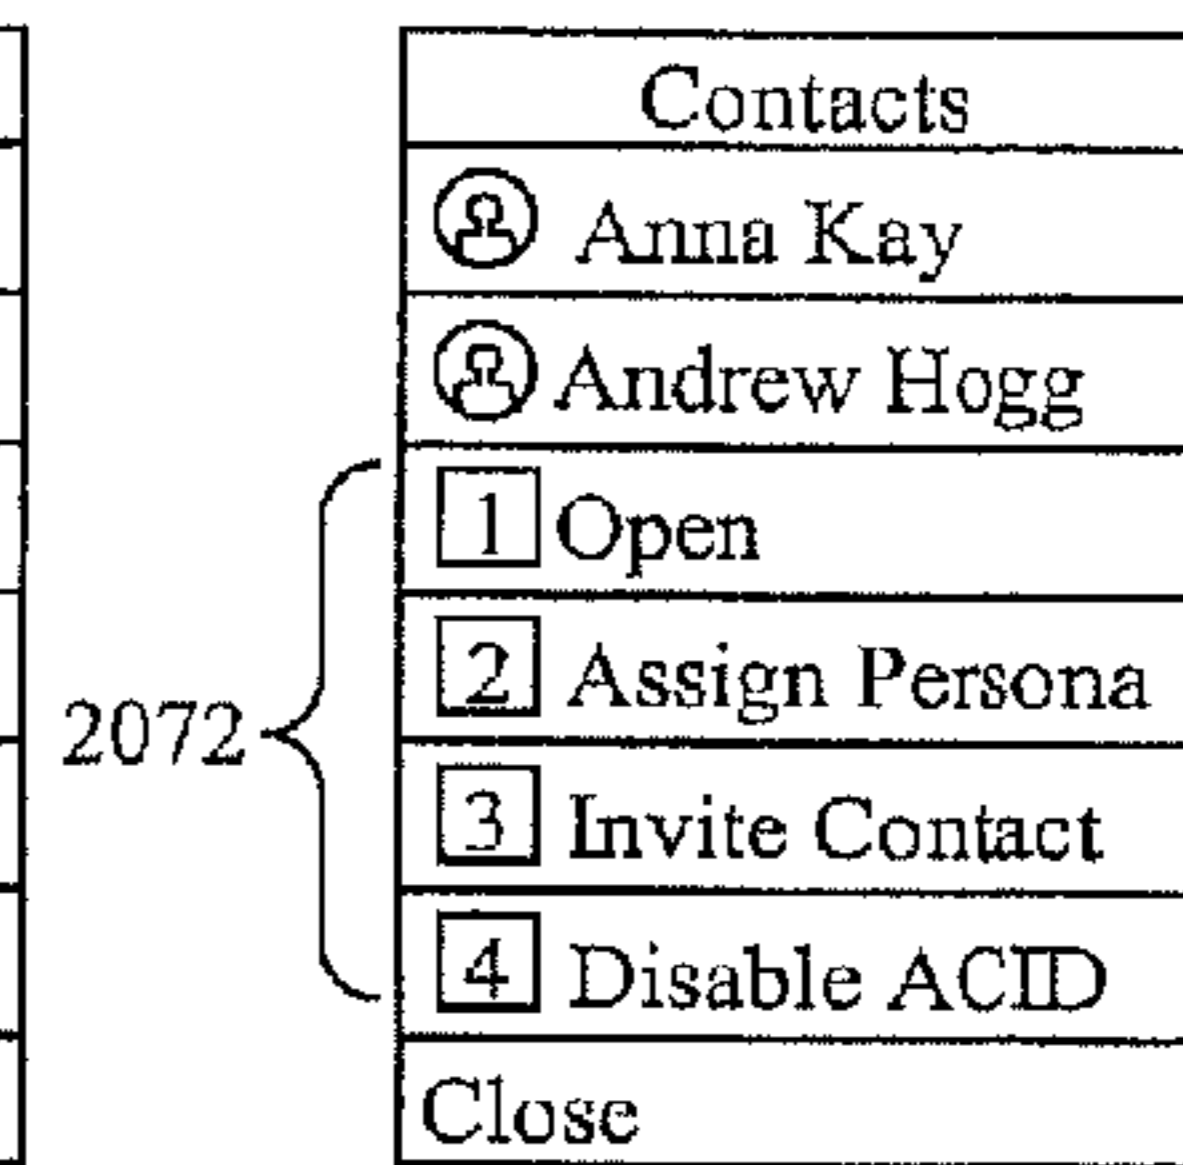 Contacts
Anna Kay
Andrew Hogg
1 Open
2 Assign Persona
2072
3 Invite Contact
4 Disable ACID
Close